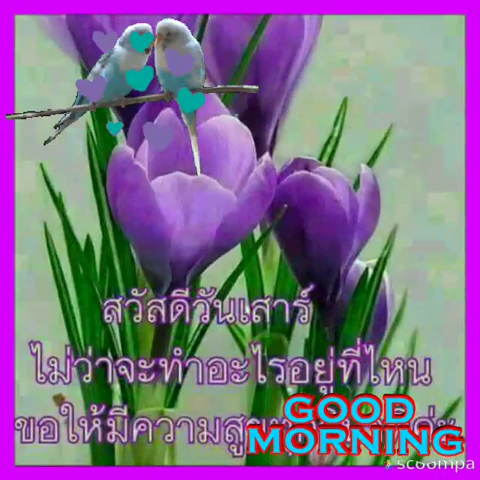 สวัสดีวันเสาร์
ไม่ว่าจะทำอะไรอยู่ที่ไหน
ขอให้มีความ
GOOD
MORNING
scoompa